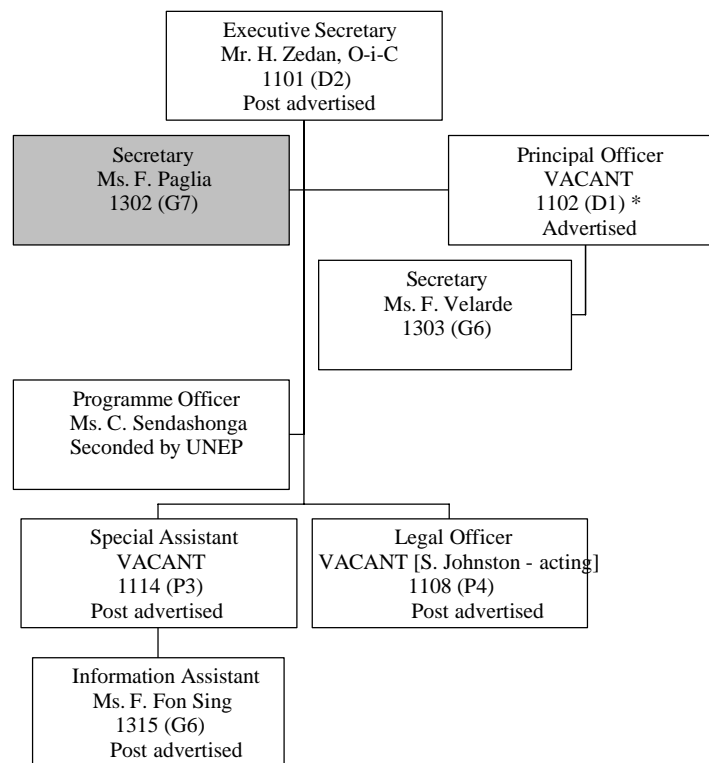 Executive Secretary
Mr. H. Zedan, O-i-C
1101 (D2)
Post advertised
Secretary
Ms. F. Paglia
1302 (G7)
Principal Officer
VACANT
1102 (D1) *
Advertised
Secretary
Ms. F. Velarde
1303 (G6)
Programme Officer
Ms. C. Sendashonga
Seconded by UNEP
Special Assistant
VACANT
1114 (P3)
Post advertised
Legal Officer
VACANT [S. Johnston - acting]
1108 (P4)
Post advertised
Information Assistant
Ms. F. Fon Sing
1315 (G6)
Post advertised